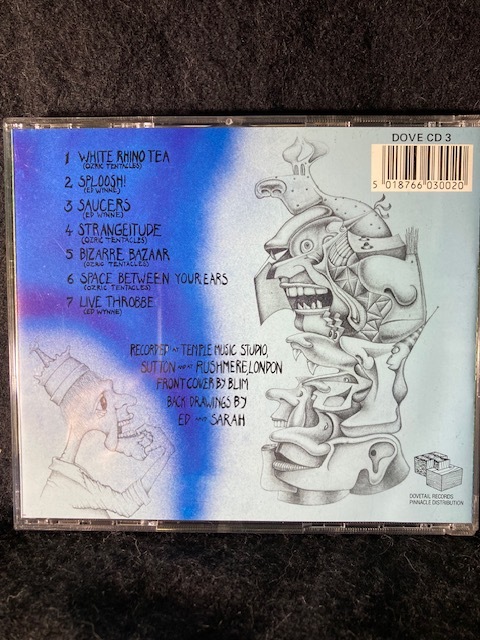 DOVE CD 3
5 018766 030020
1 WHITE RHINO TEA
(OZRIC TENTACLES)
2 SPLOOSH!
(ED WYNNE)
3 SAUCERS
(ED WYNNE)
4 STRANGEITUDE
(OZRIC TENTACLES)
5 BIZARRE BAZAAR
(OZRIC TENTACLES)
6 SPACE BETWEEN YOUR EARS
(OZRIC TENTACLES)
7 LIVE THROBBE
(ED WYNNE)
RECORDED AT TEMPLE MUSIC STUDIO,
SUTTON AND AT RUSHMERE, LONDON
FRONT COVER BY BLIM
BACK DRAWINGS BY
ED AND SARAH
DOVETAIL RECORDS
PINNACLE DISTRIBUTION